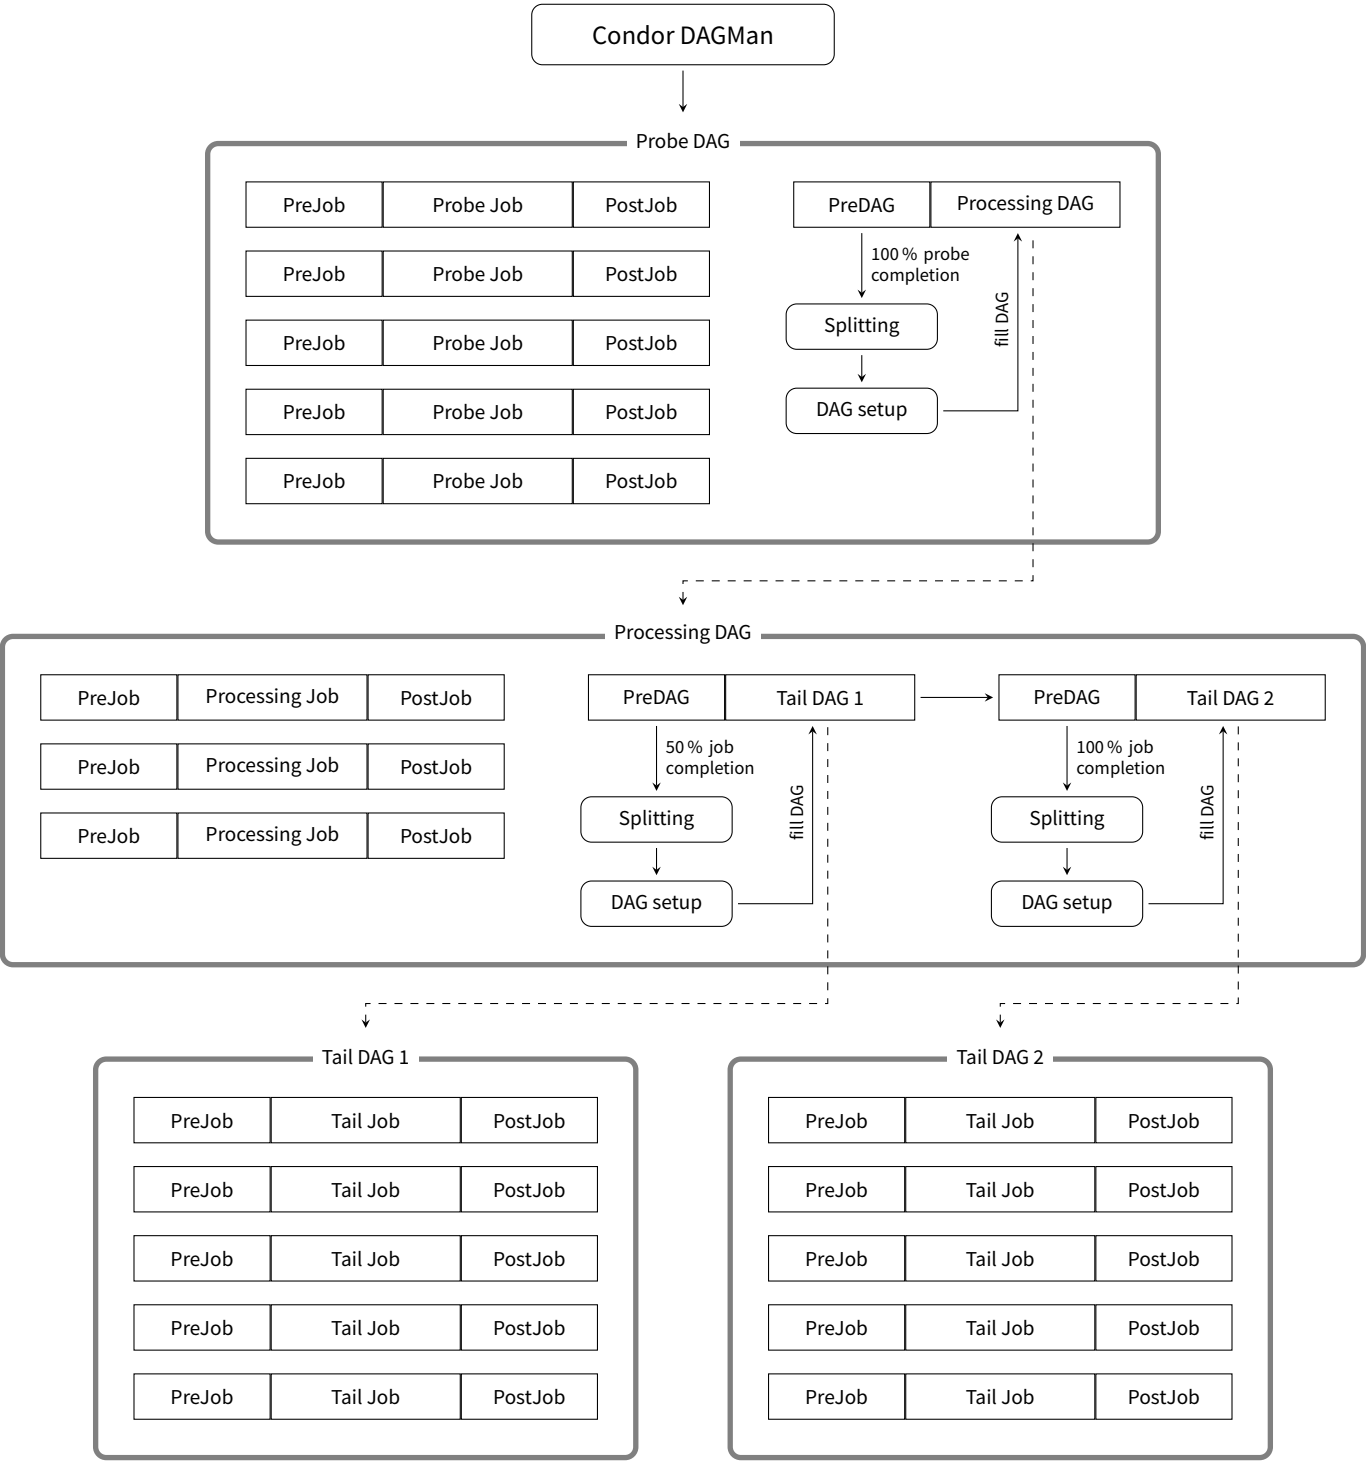 Condor DAGMan
Probe DAG
PreJob Probe Job PostJob
PreJob Probe Job PostJob
PreJob Probe Job PostJob
PreJob Probe Job PostJob
PreJob Probe Job PostJob
PreDAG Processing DAG
100 % probe
completion
Splitting
DAG setup
fill DAG
Processing DAG
PreJob Processing Job PostJob
PreJob Processing Job PostJob
PreJob Processing Job PostJob
PreDAG Tail DAG 1
50 % job
completion
Splitting
DAG setup
fill DAG
PreDAG Tail DAG 2
100 % job
completion
Splitting
DAG setup
fill DAG
Tail DAG 1
PreJob Tail Job PostJob
PreJob Tail Job PostJob
PreJob Tail Job PostJob
PreJob Tail Job PostJob
PreJob Tail Job PostJob
Tail DAG 2
PreJob Tail Job PostJob
PreJob Tail Job PostJob
PreJob Tail Job PostJob
PreJob Tail Job PostJob
PreJob Tail Job PostJob